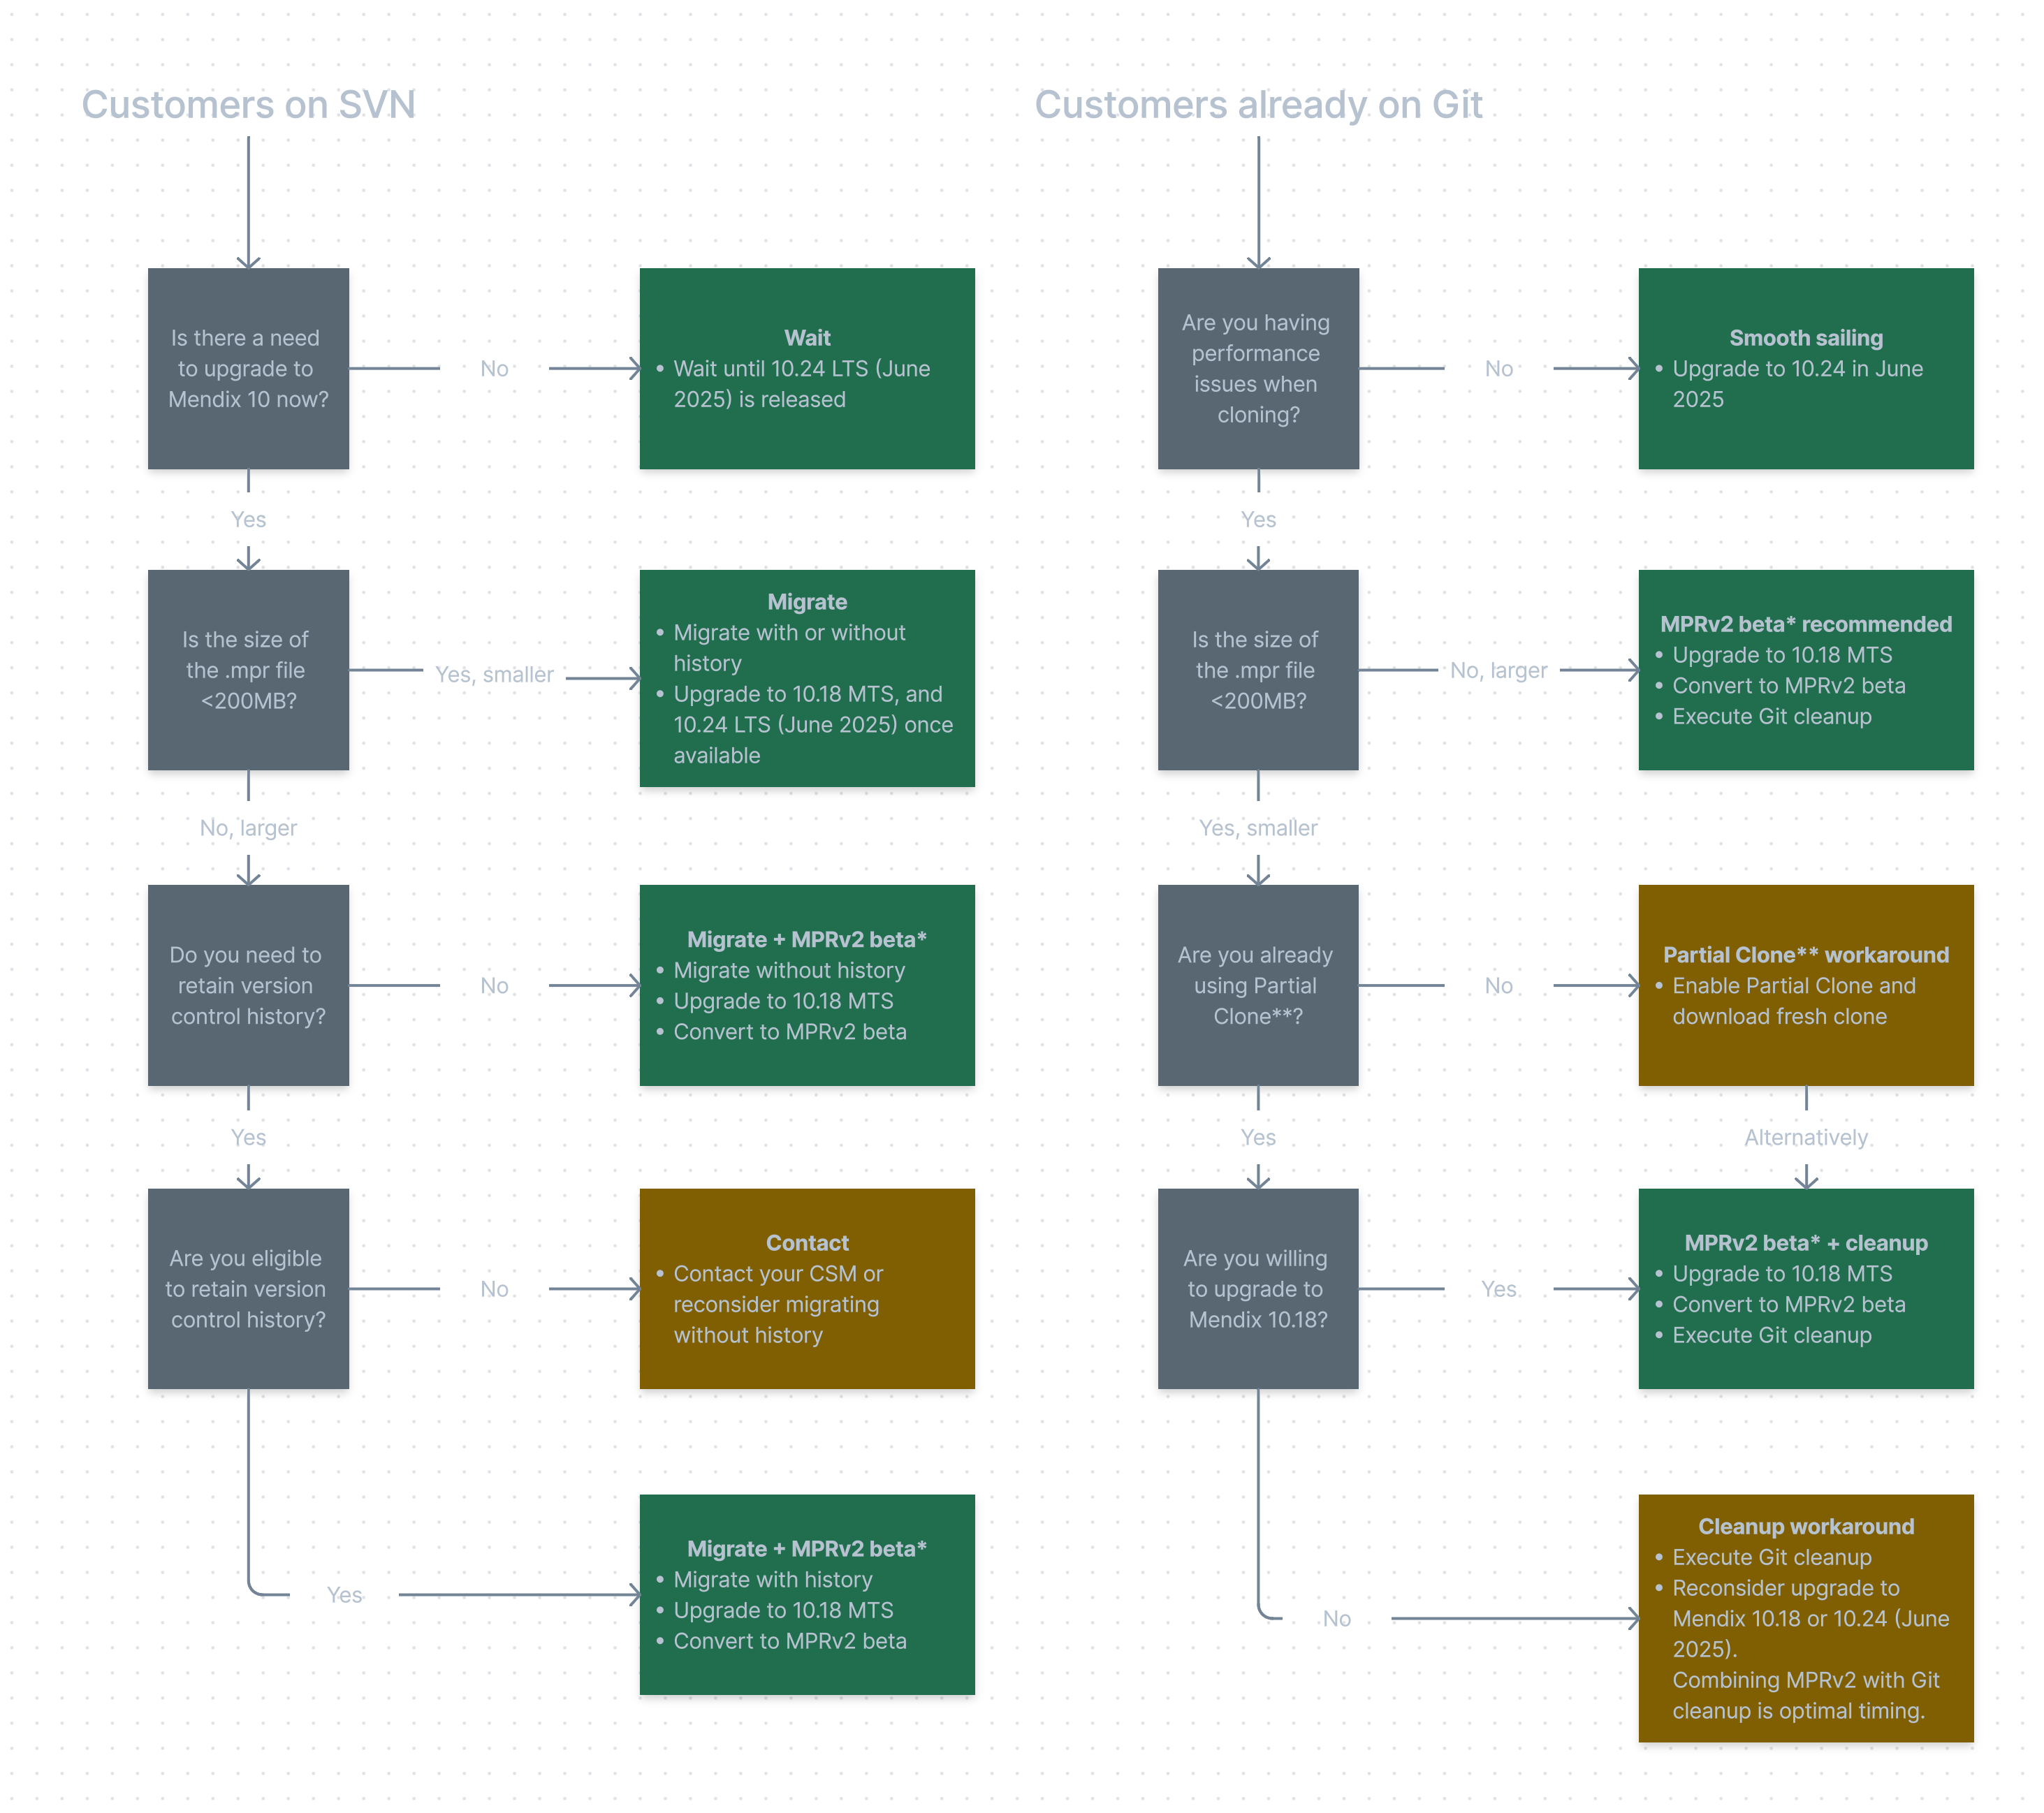 Customers on SVN
Is there a need
to upgrade to
Mendix 10 now?
No
Wait
• Wait until 10.24 LTS (June
2025) is released
Yes
Is the size of
the .mpr file
<200MB?
Yes, smaller
Migrate
• Migrate with or without
history
• Upgrade to 10.18 MTS, and
10.24 LTS (June 2025) once
available
No, larger
Do you need to
retain version
control history?
No
Migrate + MPRv2 beta*
• Migrate without history
• Upgrade to 10.18 MTS
• Convert to MPRv2 beta
Yes
Are you eligible
to retain version
control history?
No
Contact
• Contact your CSM or
reconsider migrating
without history
Yes
Migrate + MPRv2 beta*
• Migrate with history
• Upgrade to 10.18 MTS
• Convert to MPRv2 beta
Customers already on Git
Are you having
performance
issues when
cloning?
No
Smooth sailing
• Upgrade to 10.24 in June
2025
Yes
Is the size of
the .mpr file
<200MB?
No, larger
MPRv2 beta* recommended
• Upgrade to 10.18 MTS
• Convert to MPRv2 beta
• Execute Git cleanup
Yes, smaller
Are you already
using Partial
Clone**?
No
Partial Clone** workaround
• Enable Partial Clone and
download fresh clone
Alternatively
Yes
Are you willing
to upgrade to
Mendix 10.18?
Yes
MPRv2 beta* + cleanup
• Upgrade to 10.18 MTS
• Convert to MPRv2 beta
• Execute Git cleanup
No
Cleanup workaround
• Execute Git cleanup
• Reconsider upgrade to
Mendix 10.18 or 10.24 (June
2025).
Combining MPRv2 with Git
cleanup is optimal timing.